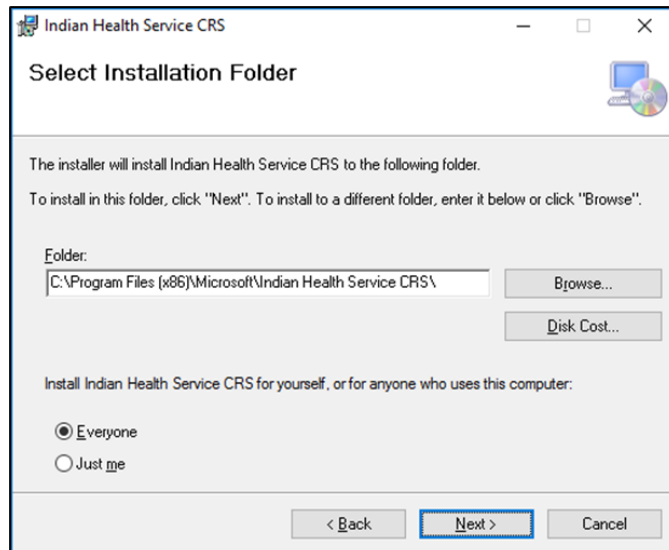 Indian Health Service CRS
Select Installation Folder
The installer will install Indian Health Service CRS to the following folder.
To install in this folder, click "Next". To install to a different folder, enter it below or click "Browse".
Folder:
C:\Program Files (x86)\Microsoft\Indian Health Service CRS\
Browse...
Disk Cost...
Install Indian Health Service CRS for yourself, or for anyone who uses this computer:
Everyone
Just me
< Back
Next >
Cancel